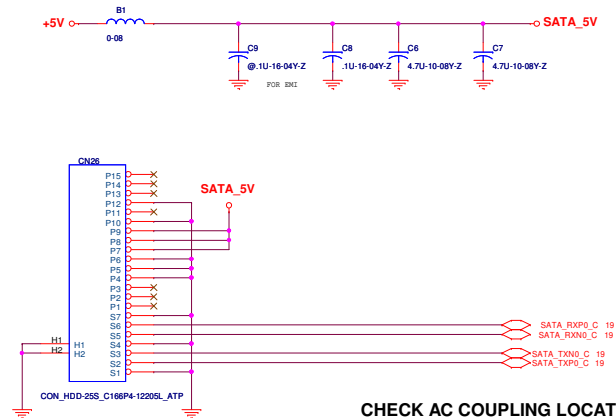 B1
+5V
SATA_5V
0-08
C9
C8
C6
C7
@.1U-16-04Y-Z
.1U-16-04Y-Z
4.7U-10-08Y-Z
4.7U-10-08Y-Z
FOR EMI
CN26
P15
P14
P13
P12
P11
P10
P9
P8
P7
P6
P5
P4
P3
P2
P1
S7
S6
S5
S4
S3
S2
S1
SATA_5V
H1
H1
H2
H2
SATA_RXP0_C 19
SATA_RXN0_C 19
SATA_TXN0_C 19
SATA_TXP0_C 19
CON_HDD-25S_C166P4-12205L_ATP
CHECK AC COUPLING LOCAT